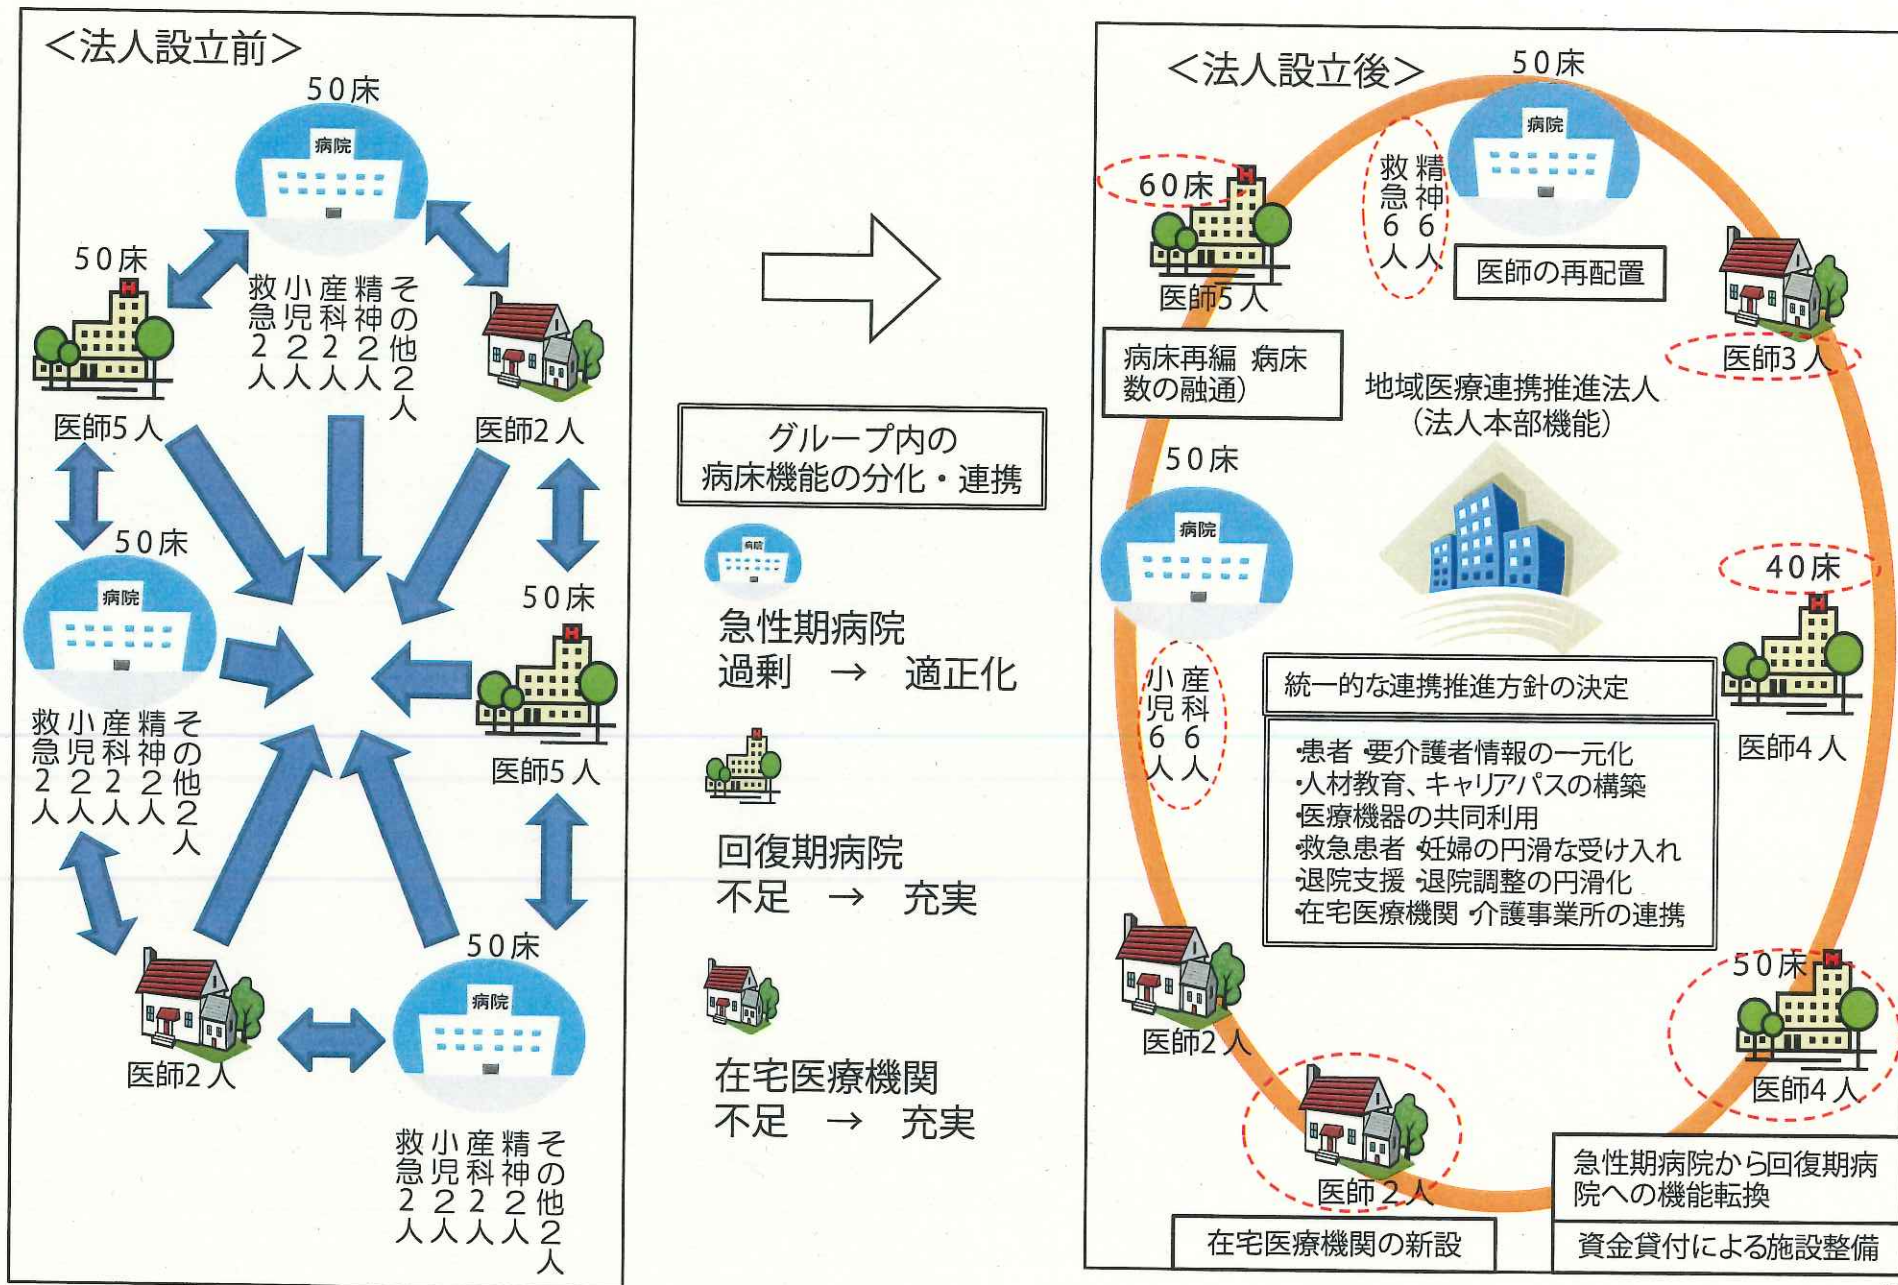 <法人設立前>
50床
病院
50床
救急2人
小児2人
産科2人
精神2人
その他2人
医師5人
医師2人
50床
病院
50床
救急2人
小児2人
産科2人
精神2人
その他2人
医師5人
50床
病院
医師2人
救急2人
小児2人
産科2人
精神2人
その他2人
グループ内の
病床機能の分化・連携
病院
急性期病院
過剰 → 適正化
回復期病院
不足 → 充実
在宅医療機関
不足 → 充実
<法人設立後>
50床
病院
60床
救急6人
精神6人
医師の再配置
医師5人
医師3人
病床再編 病床
数の融通)
地域医療連携推進法人
(法人本部機能)
50床
病院
40床
小児6人
産科6人
統一的な連携推進方針の決定
医師4人
・患者・要介護者情報の一元化
・人材教育、キャリアパスの構築
・医療機器の共同利用
・救急患者・妊婦の円滑な受け入れ
・退院支援・退院調整の円滑化
・在宅医療機関・介護事業所の連携
50床
医師2人
医師4人
医師2人
急性期病院から回復期病
院への機能転換
在宅医療機関の新設
資金貸付による施設整備